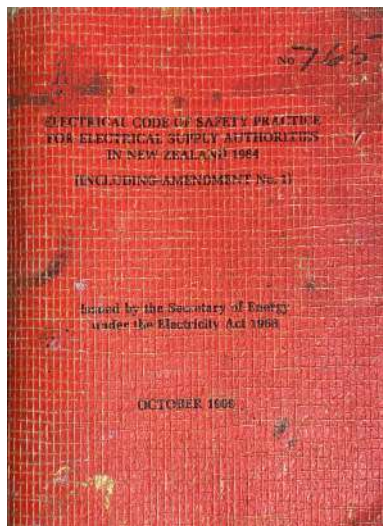 No 765
ELECTRICAL CODE OF SAFETY PRACTICE
FOR ELECTRICAL SUPPLY AUTHORITIES
IN NEW ZEALAND 1984
(INCLUDING AMENDMENT No. 1)
Issued by the Secretary of Energy
under the Electricity Act 1968
OCTOBER